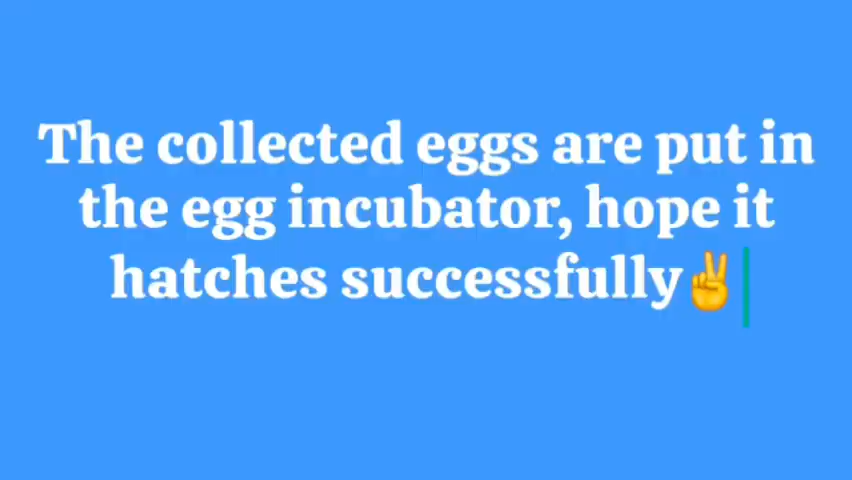 The collected eggs are put in
the egg incubator, hope it
hatches successfully✌